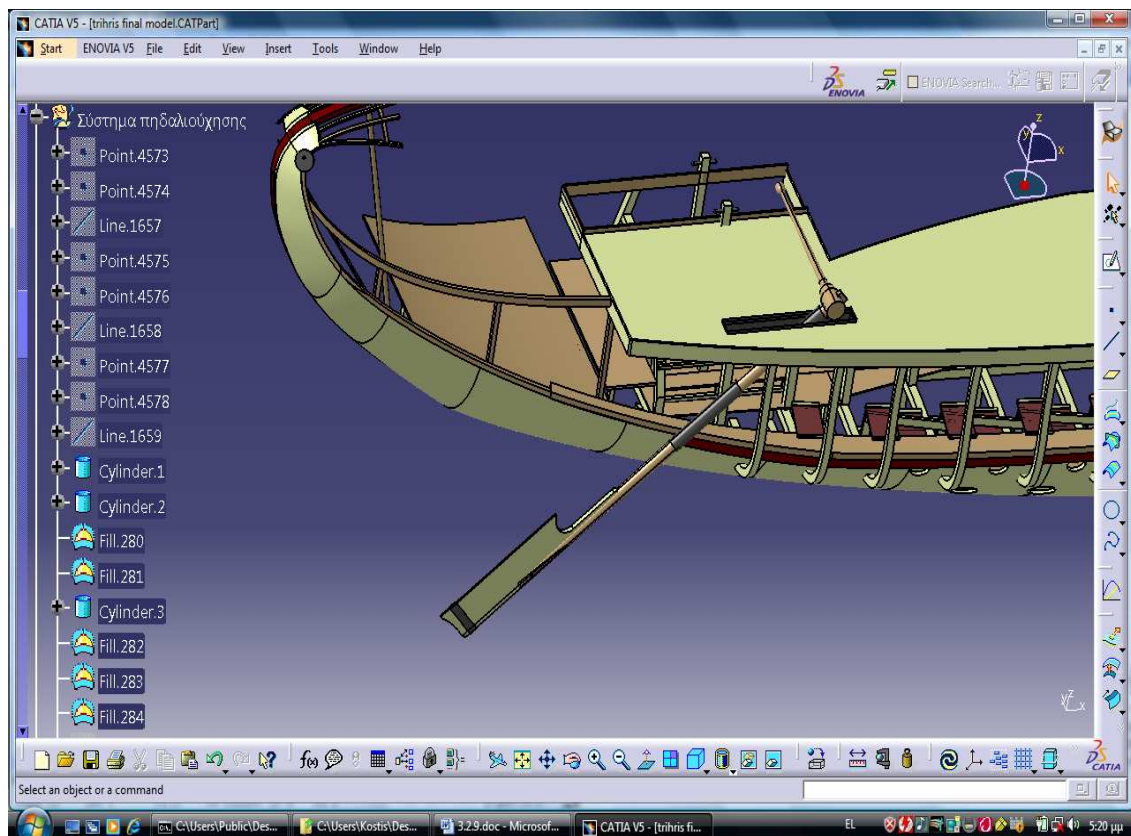 CATIA V5 - [trihris final model.CATPart]
Start ENOVIA V5 File Edit View Insert Tools Window Help
ENOVIA
ENOVIA Search...
Σύστημα πηδαλιούχησης
Point.4573
Point.4574
Line.1657
Point.4575
Point.4576
Line.1658
Point.4577
Point.4578
Line.1659
Cylinder.1
Cylinder.2
Fill.280
Fill.281
Cylinder.3
Fill.282
Fill.283
Fill.284
z
y
x
z
y x
f(x)
CATIA
Select an object or a command
C:\Users\Public\Des...
C:\Users\Kostis\Des...
3.2.9.doc - Microsof...
CATIA V5 - [trihris fi...
EL
5:20 μμ